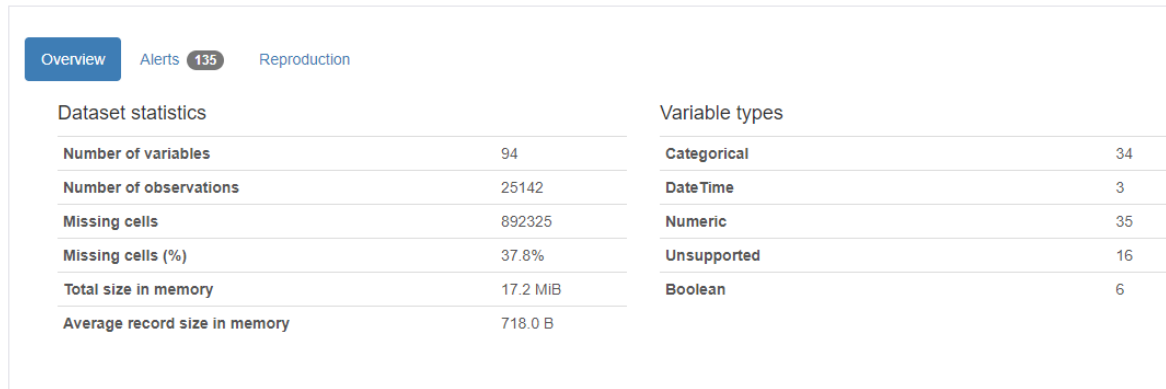 Overview Alerts 135 Reproduction
Dataset statistics
Number of variables 94
Number of observations 25142
Missing cells 892325
Missing cells (%) 37.8%
Total size in memory 17.2 MiB
Average record size in memory 718.0 B
Variable types
Categorical 34
DateTime 3
Numeric 35
Unsupported 16
Boolean 6